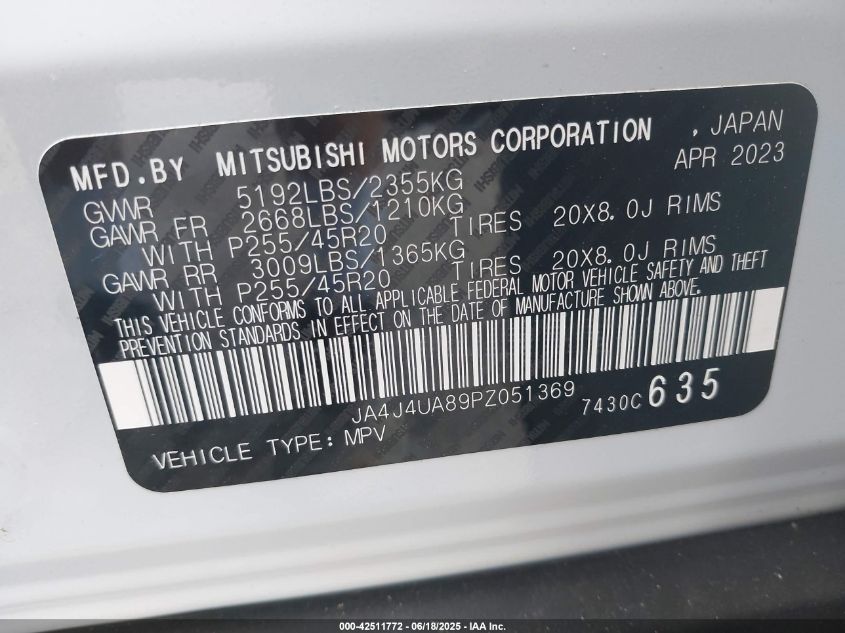 MFD.BY MITSUBISHI MOTORS CORPORATION , JAPAN
GVWR 5192LBS/2355KG APR 2023
GAWR FR 2668LBS/1210KG
WITH P255/45R20 TIRES 20X8.0J RIMS
GAWR RR 3009LBS/1365KG
WITH P255/45R20 TIRES 20X8.0J RIMS
THIS VEHICLE CONFORMS TO ALL APPLICABLE FEDERAL MOTOR VEHICLE SAFETY AND THEFT
PREVENTION STANDARDS IN EFFECT ON THE DATE OF MANUFACTURE SHOWN ABOVE.
JA4J4UA89PZ051369 7430C 635
VEHICLE TYPE: MPV
000-42511772 - 06/18/2025 - IAA Inc.